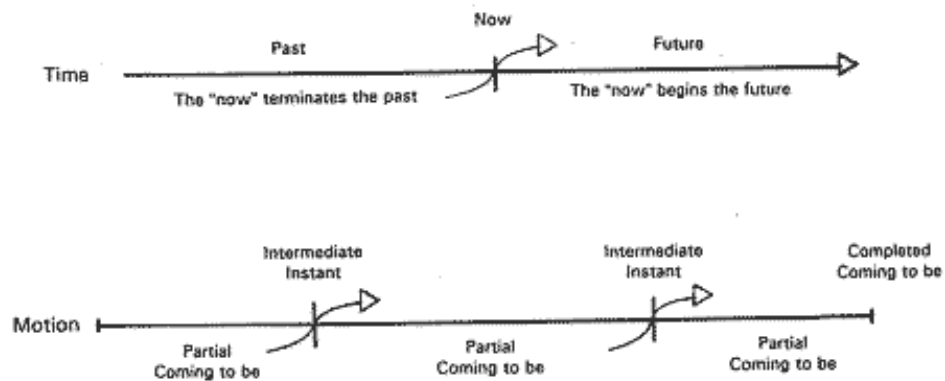 Now
Past
Future
Time
The "now" terminates the past
The "now" begins the future
Intermediate
Instant
Intermediate
Instant
Completed
Coming to be
Motion
Partial
Coming to be
Partial
Coming to be
Partial
Coming to be